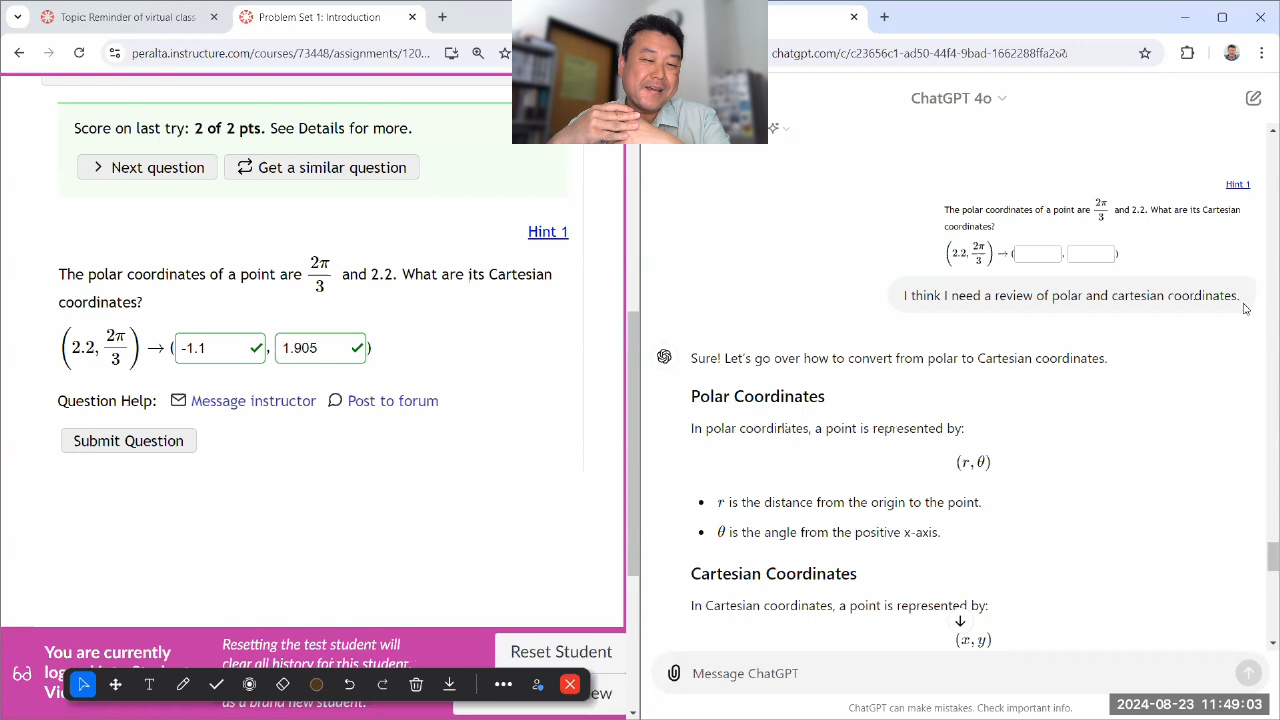 Topic: Reminder of virtual class
Problem Set 1: Introduction
peralta.instructure.com/courses/73448/assignments/120...
chatgpt.com/c/c23656c1-ad50-44f4-9bad-1662288ffa2d?
ChatGPT 4o
Score on last try: 2 of 2 pts. See Details for more.
Next question
Get a similar question
Hint 1
The polar coordinates of a point are 2π/3 and 2.2. What are its Cartesian
coordinates?
(2.2, 2π/3) → (-1.1, 1.905)
Question Help: Message instructor Post to forum
Submit Question
You are currently
Resetting the test student will
clear all history for this student,
as a brand new student.
Reset Student
Hint 1
The polar coordinates of a point are 2π/3 and 2.2. What are its Cartesian
coordinates?
(2.2, 2π/3) → ( , )
I think I need a review of polar and cartesian coordinates.
Sure! Let's go over how to convert from polar to Cartesian coordinates.
Polar Coordinates
In polar coordinates, a point is represented by:
(r, θ)
• r is the distance from the origin to the point.
• θ is the angle from the positive x-axis.
Cartesian Coordinates
In Cartesian coordinates, a point is represented by:
(x, y)
Message ChatGPT
ChatGPT can make mistakes. Check important info.
2024-08-23 11:49:03